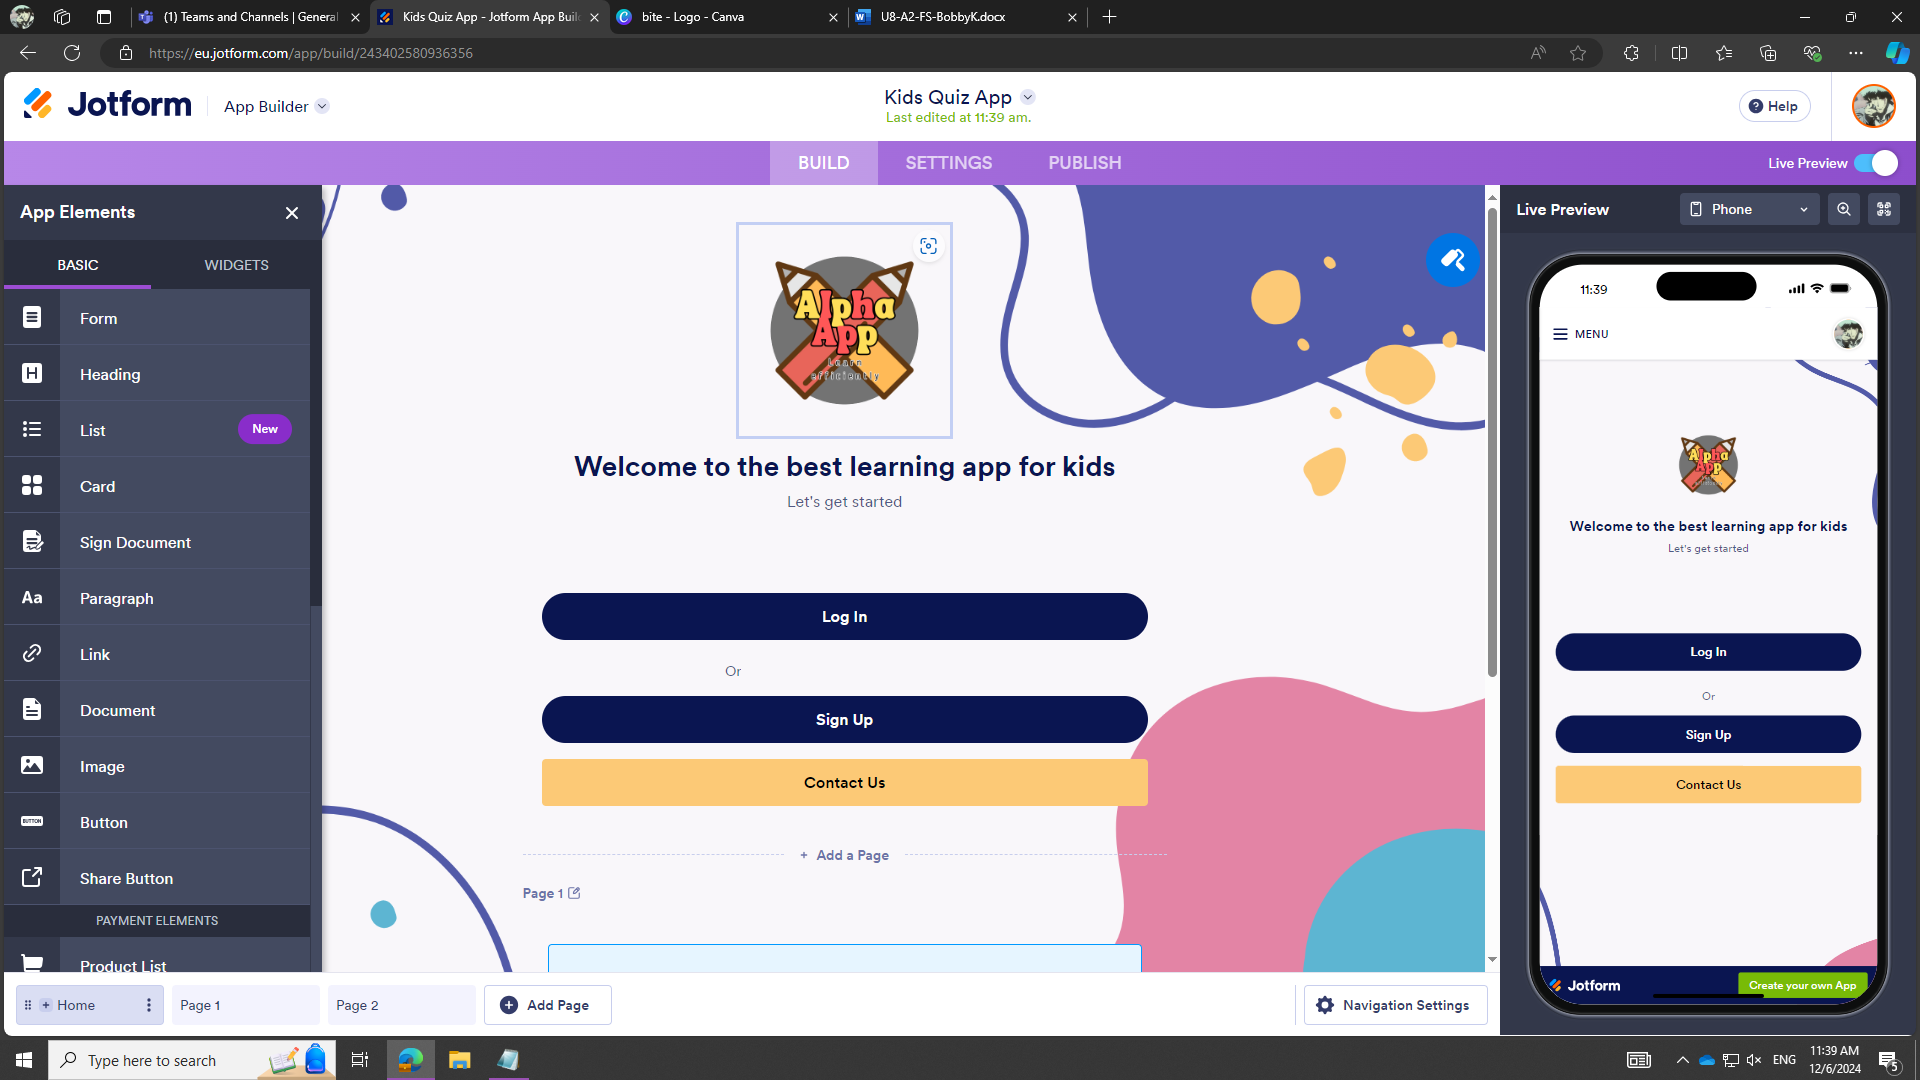 (1) Teams and Channels | General
Kids Quiz App - Jotform App Buil
bite - Logo - Canva
U8-A2-FS-BobbyK.docx
https://eu.jotform.com/app/build/243402580936356
Jotform
App Builder
Kids Quiz App
Last edited at 11:39 am.
Help
BUILD
SETTINGS
PUBLISH
Live Preview
App Elements
BASIC
WIDGETS
Form
Heading
List
New
Card
Sign Document
Paragraph
Link
Document
Image
Button
Share Button
PAYMENT ELEMENTS
Product List
Alpha
App
Learn
efficiently
Welcome to the best learning app for kids
Let's get started
Log In
Or
Sign Up
Contact Us
+ Add a Page
Page 1
Home
Page 1
Page 2
Add Page
Navigation Settings
Live Preview
Phone
11:39
MENU
Alpha
App
Welcome to the best learning app for kids
Let's get started
Log In
Or
Sign Up
Contact Us
Jotform
Create your own App
Type here to search
ENG
11:39 AM
12/6/2024
5